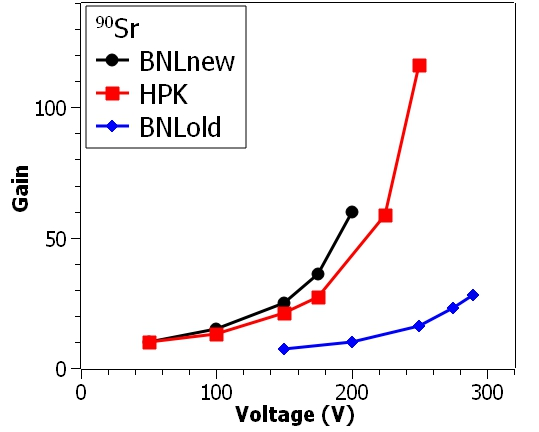 ⁹⁰Sr
BNLnew
HPK
BNLold
Gain
100
50
0
0 100 200 300
Voltage (V)